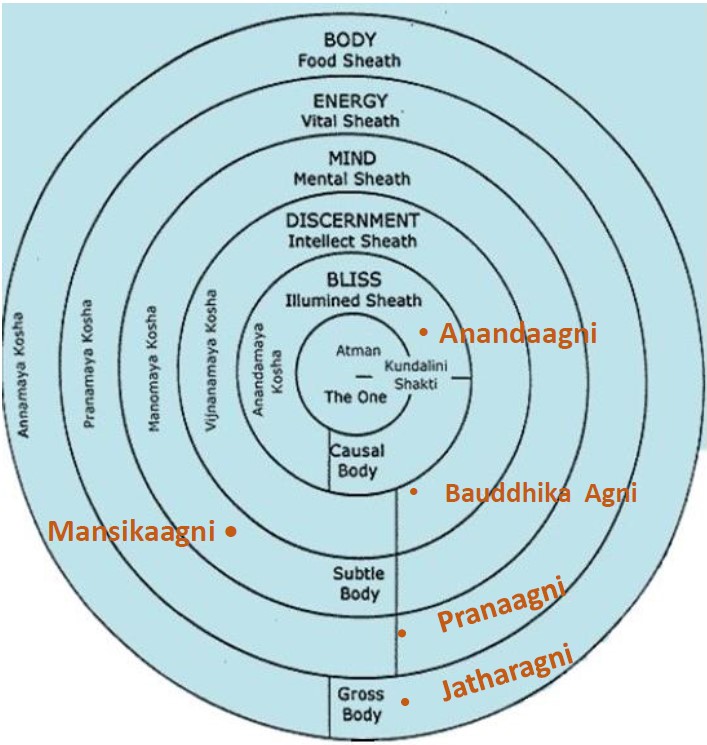 BODY
Food Sheath
ENERGY
Vital Sheath
MIND
Mental Sheath
DISCERNMENT
Intellect Sheath
BLISS
Illumined Sheath
Annamaya Kosha
Pranamaya Kosha
Manomaya Kosha
Vijnanamaya Kosha
Anandamaya
Kosha
• Anandaagni
Atman
Kundalini
Shakti
The One
Causal
Body
• Bauddhika Agni
Mansikaagni •
Subtle
Body
• Pranaagni
Gross
Body
• Jatharagni